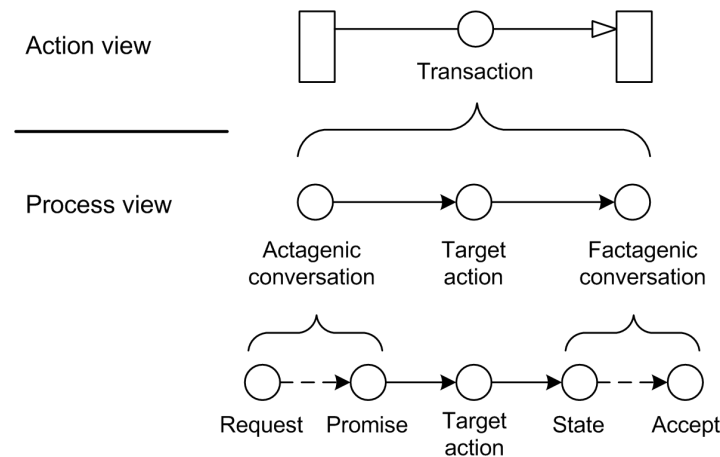 Action view
Transaction
Process view
Actagenic
conversation
Target
action
Factagenic
conversation
Request
Promise
Target
action
State
Accept